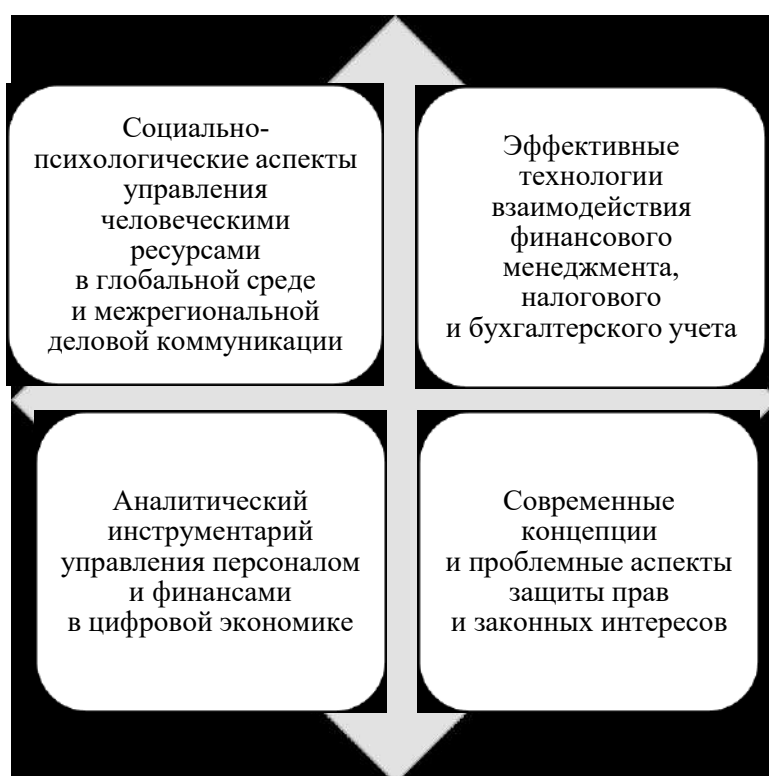 Социально-
психологические аспекты
управления
человеческими
ресурсами
в глобальной среде
и межрегиональной
деловой коммуникации
Эффективные
технологии
взаимодействия
финансового
менеджмента,
налогового
и бухгалтерского учета
Аналитический
инструментарий
управления персоналом
и финансами
в цифровой экономике
Современные
концепции
и проблемные аспекты
защиты прав
и законных интересов